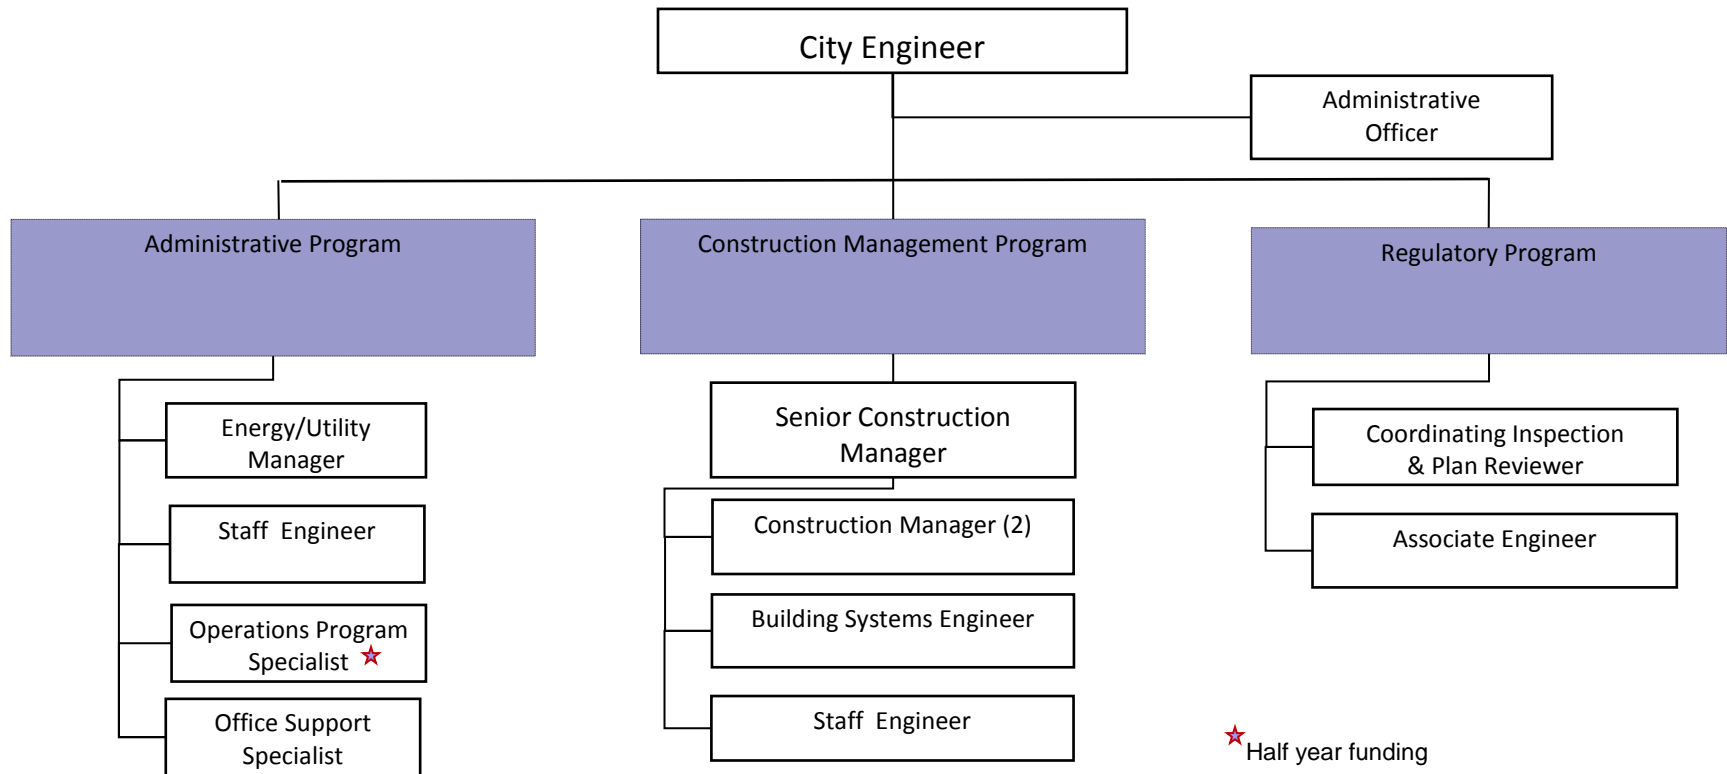 City Engineer
Administrative
Officer
Administrative Program
Construction Management Program
Regulatory Program
Energy/Utility
Manager
Staff  Engineer
Operations Program
Specialist
Office Support
Specialist
Senior Construction
Manager
Construction Manager (2)
Building Systems Engineer
Staff  Engineer
Coordinating Inspection
& Plan Reviewer
Associate Engineer
Half year funding